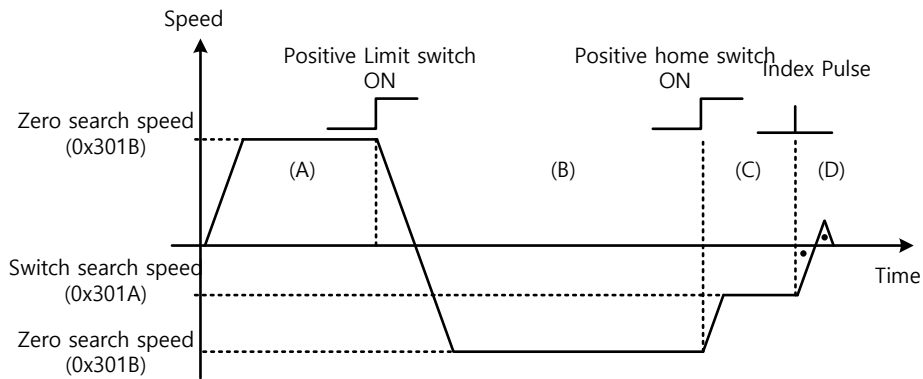 Speed
Positive Limit switch
ON
Positive home switch
ON
Index Pulse
Zero search speed
(0x301B)
(A)
(B)
(C)
(D)
Switch search speed
(0x301A)
Time
Zero search speed
(0x301B)